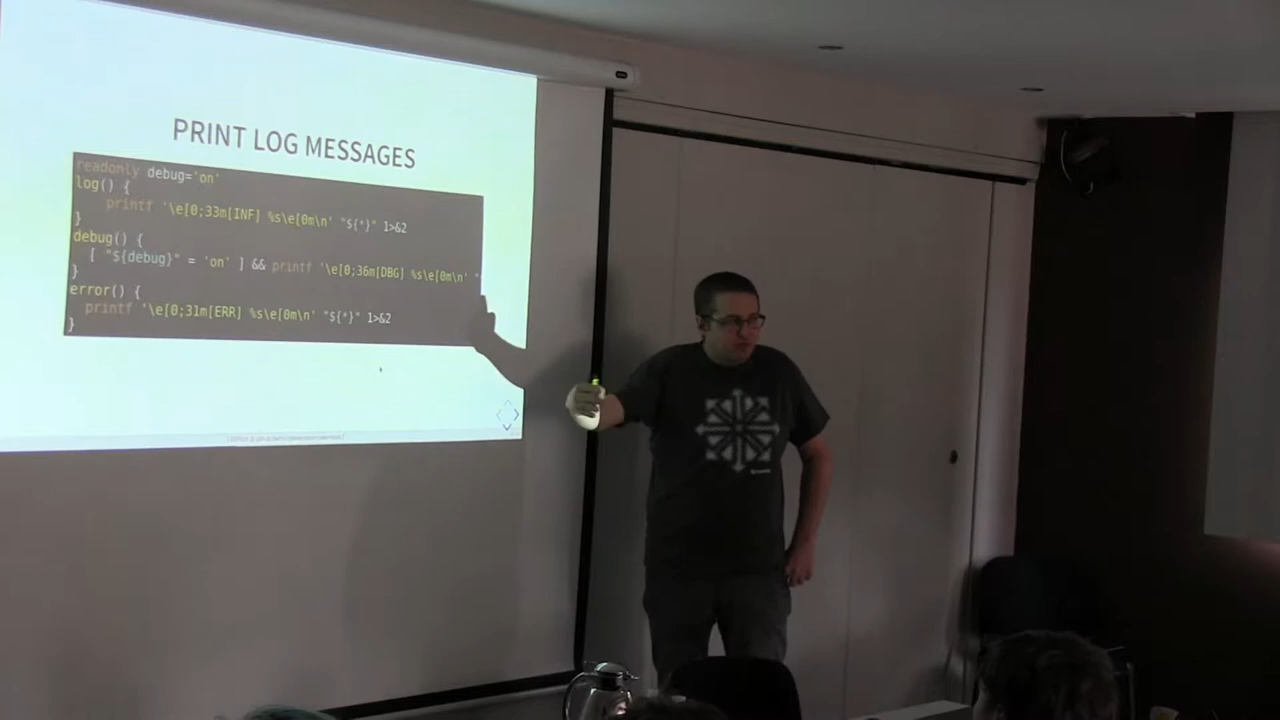 PRINT LOG MESSAGES
readonly debug='on'
log() {
printf '\e[0;33m[INF] %s\e[0m\n' "${*}" 1>&2
}
debug() {
[ "${debug}" = 'on' ] && printf '\e[0;36m[DBG] %s\e[0m\n' "
}
error() {
printf '\e[0;31m[ERR] %s\e[0m\n' "${*}" 1>&2
}